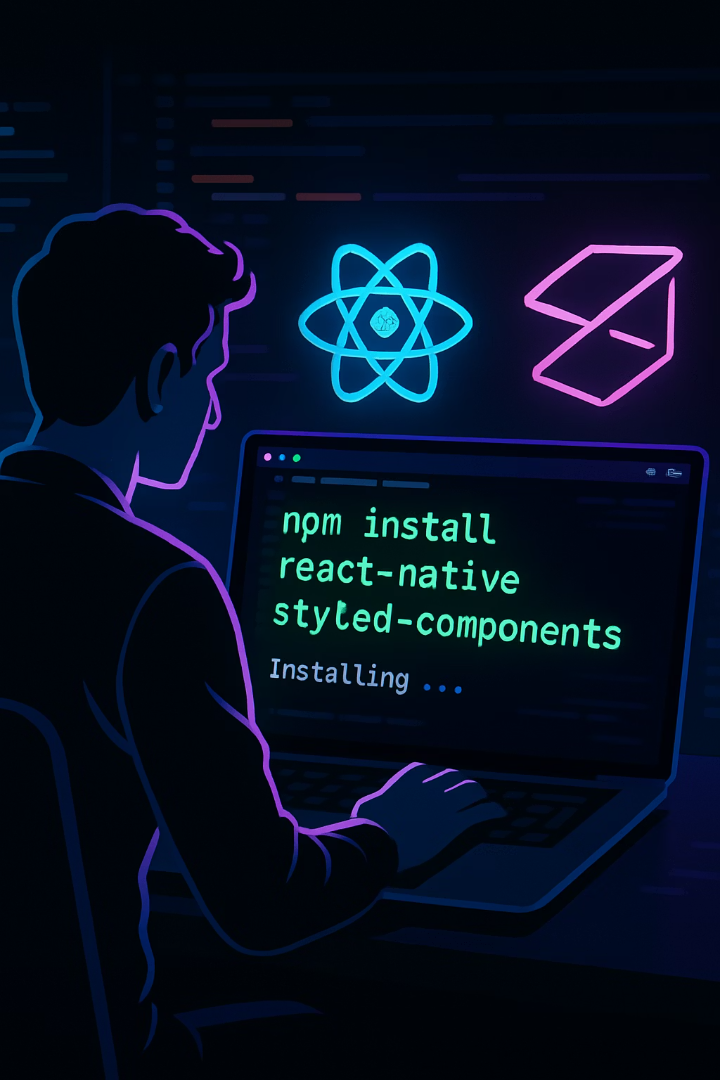 npm install
react-native
styled-components
Installing ...